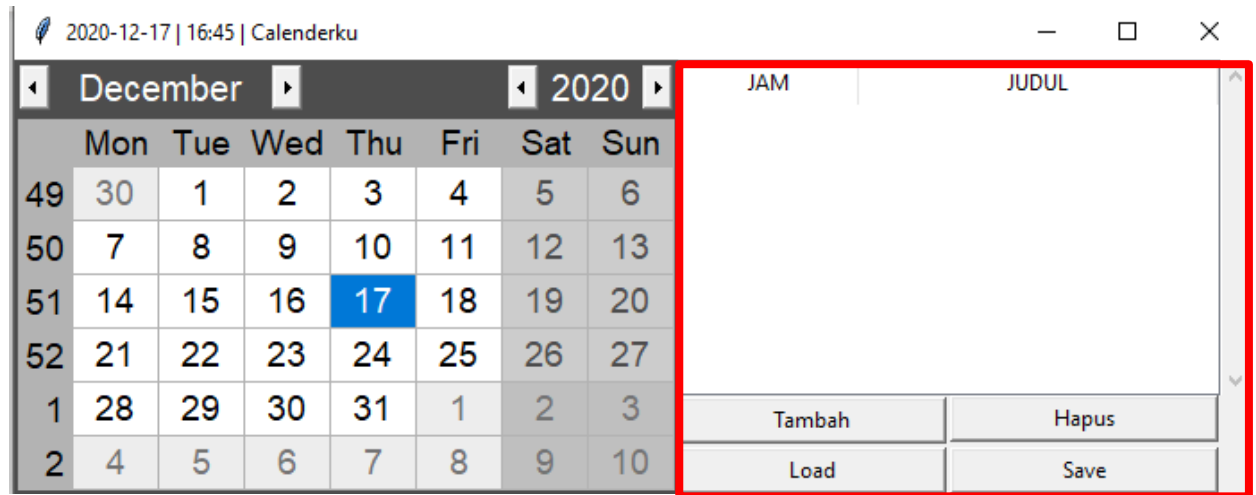 2020-12-17 | 16:45 | Calenderku
December 2020 JAM JUDUL
Mon Tue Wed Thu Fri Sat Sun
49 30 1 2 3 4 5 6
50 7 8 9 10 11 12 13
51 14 15 16 17 18 19 20
52 21 22 23 24 25 26 27
1 28 29 30 31 1 2 3
2 4 5 6 7 8 9 10
Tambah Hapus
Load Save